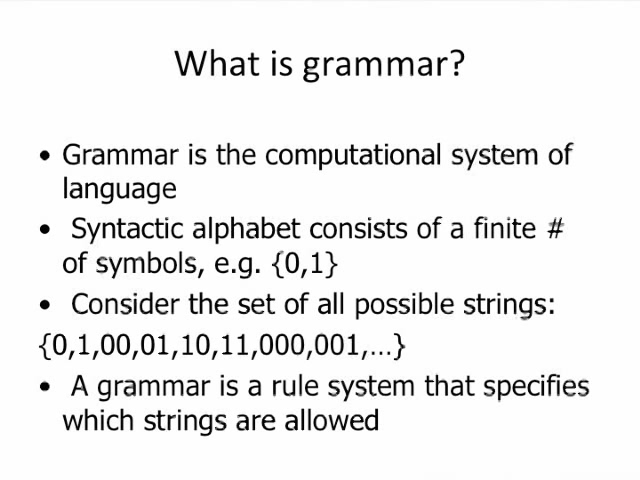 What is grammar?
• Grammar is the computational system of
language
• Syntactic alphabet consists of a finite #
of symbols, e.g. {0,1}
• Consider the set of all possible strings:
{0,1,00,01,10,11,000,001,...}
• A grammar is a rule system that specifies
which strings are allowed